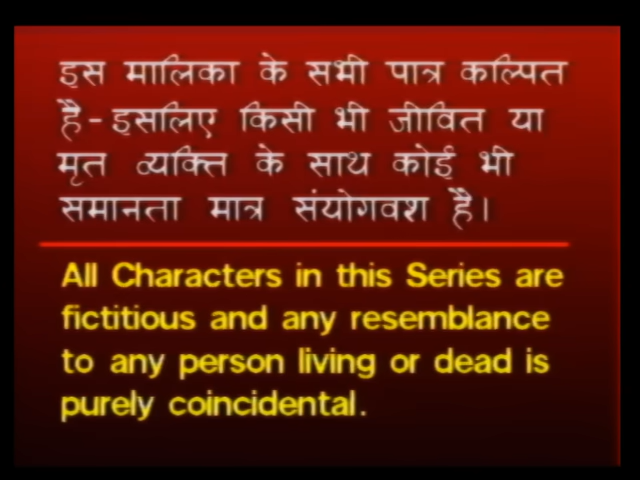 इस मालिका के सभी पात्र कल्पित
है - इसलिए किसी भी जीवित या
मृत व्यक्ति के साथ कोई भी
समानता मात्र संयोगवश है।
All Characters in this Series are
fictitious and any resemblance
to any person living or dead is
purely coincidental.